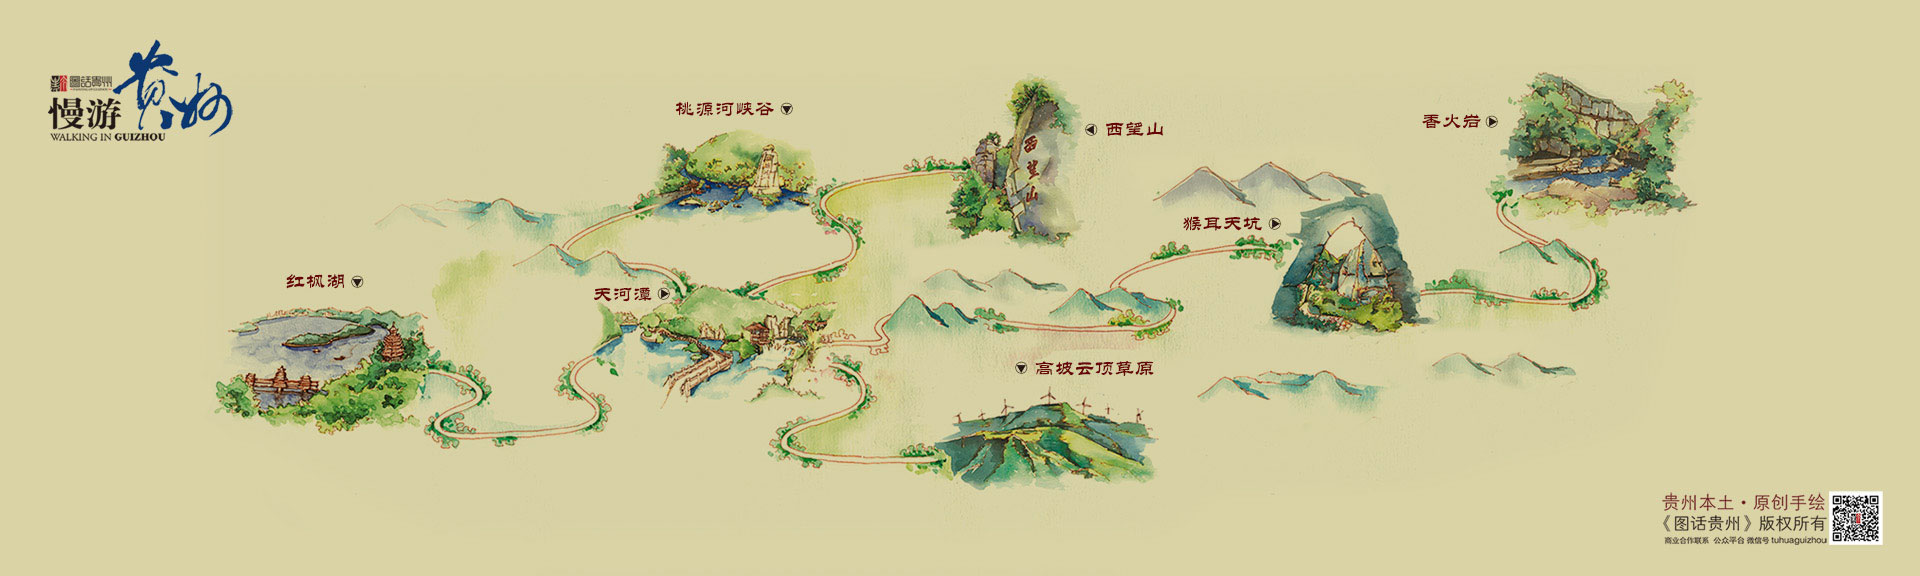 圖話貴州
慢游
贵州
WALKING IN GUIZHOU
桃源河峡谷
西望山
西望山
香火岩
猴耳天坑
红枫湖
天河潭
高坡云顶草原
贵州本土·原创手绘
《图话贵州》版权所有
商业合作联系 公众平台 微信号 tuhuaguizhou